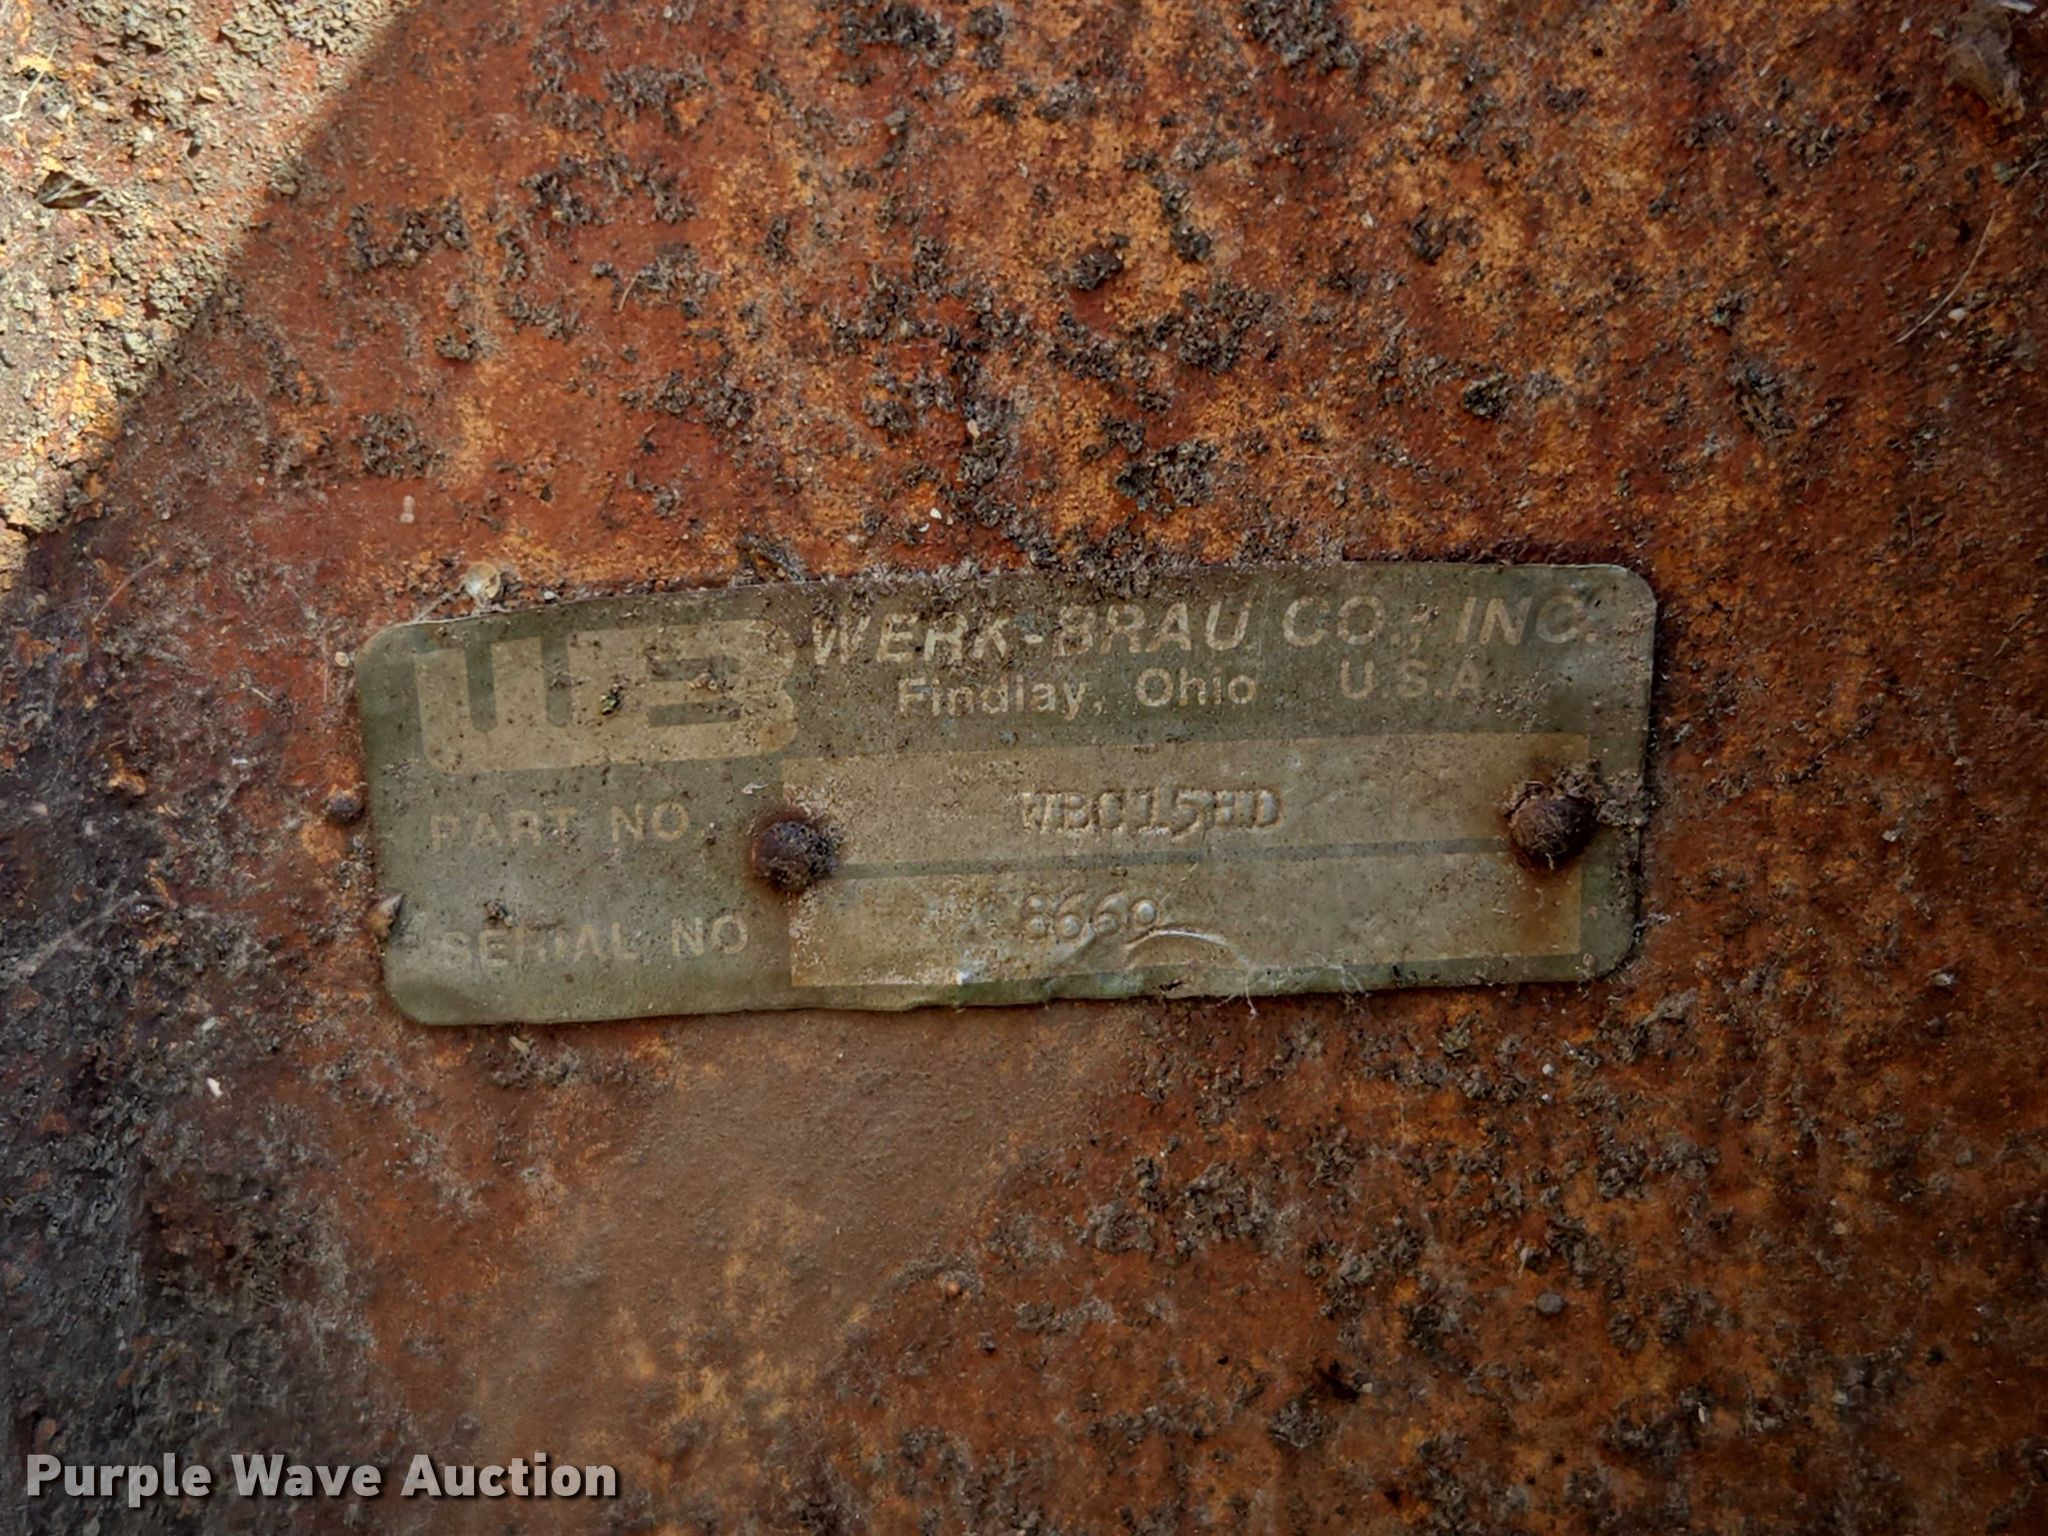 WB WERK-BRAU CO., INC.
Findlay, Ohio U.S.A.
PART NO WBC15HD
SERIAL NO
Purple Wave Auction